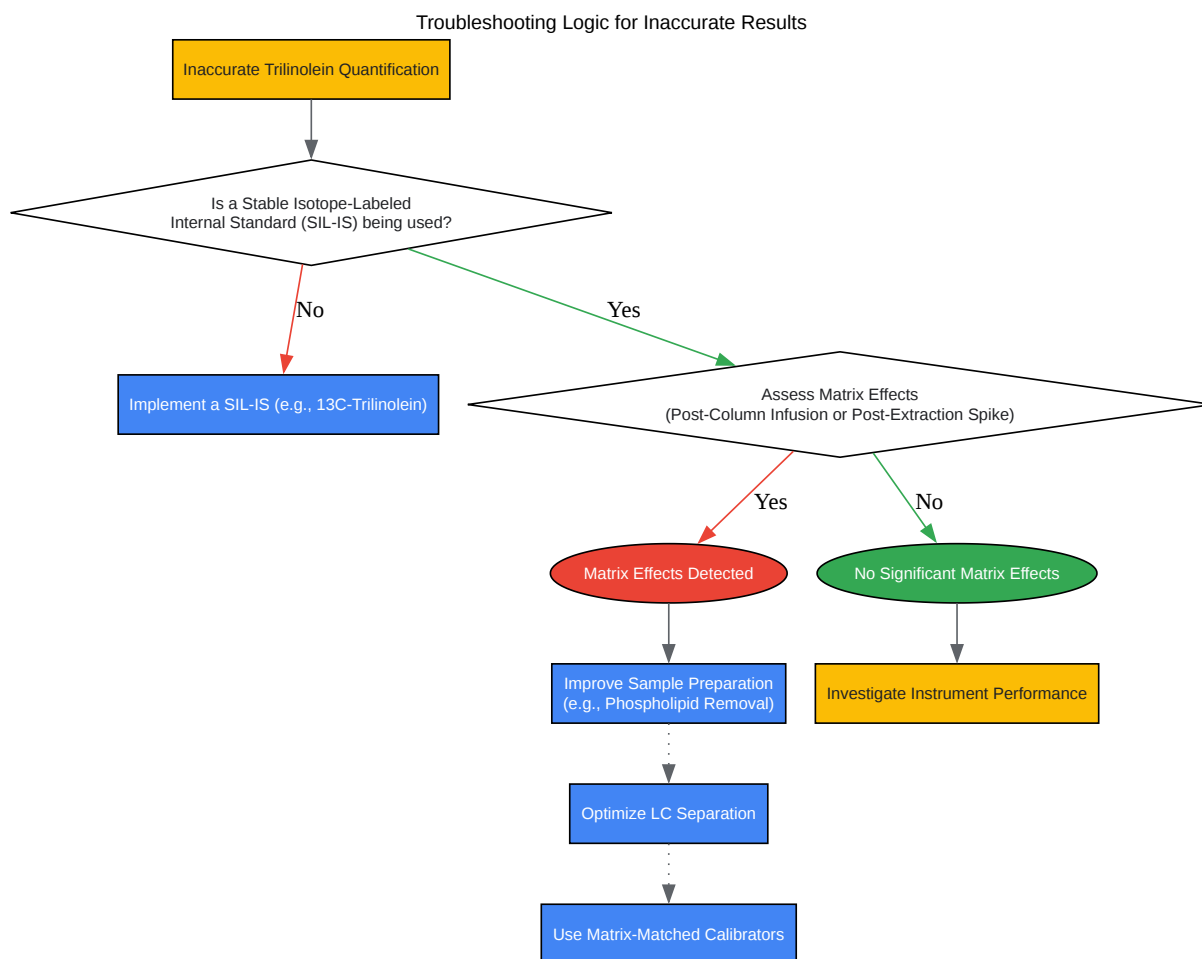 Troubleshooting Logic for Inaccurate Results
Inaccurate Trilinolein Quantification
Is a Stable Isotope-Labeled
Internal Standard (SIL-IS) being used?
No
Yes
Implement a SIL-IS (e.g., 13C-Trilinolein)
Assess Matrix Effects
(Post-Column Infusion or Post-Extraction Spike)
Yes
No
Matrix Effects Detected
No Significant Matrix Effects
Improve Sample Preparation
(e.g., Phospholipid Removal)
Investigate Instrument Performance
Optimize LC Separation
Use Matrix-Matched Calibrators